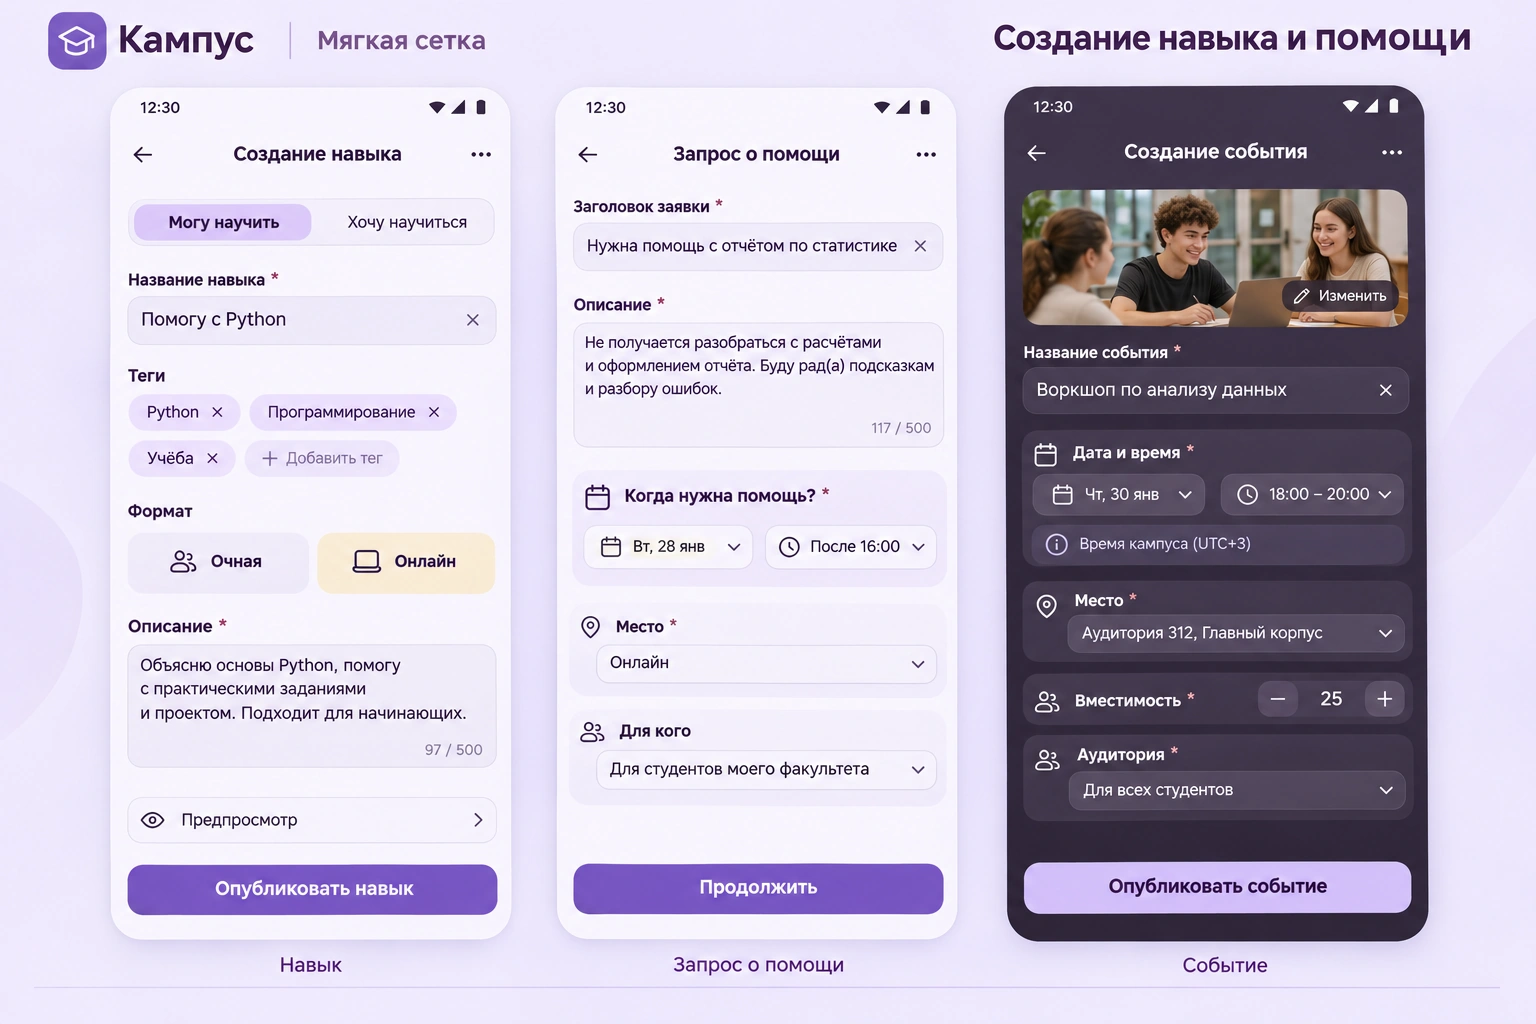 Кампус
Мягкая сетка
Создание навыка и помощи
12:30
Создание навыка
Могу научить
Хочу научиться
Название навыка *
Помогу с Python
Теги
Python
Программирование
Учёба
Добавить тег
Формат
Очная
Онлайн
Описание *
Объясню основы Python, помогу
с практическими заданиями
и проектом. Подходит для начинающих.
97 / 500
Предпросмотр
Опубликовать навык
Навык
12:30
Запрос о помощи
Заголовок заявки *
Нужна помощь с отчётом по статистике
Описание *
Не получается разобраться с расчётами
и оформлением отчёта. Буду рад(а) подсказкам
и разбору ошибок.
117 / 500
Когда нужна помощь? *
Вт, 28 янв
После 16:00
Место *
Онлайн
Для кого
Для студентов моего факультета
Продолжить
Запрос о помощи
12:30
Создание события
Изменить
Название события *
Воркшоп по анализу данных
Дата и время *
Чт, 30 янв
18:00 – 20:00
Время кампуса (UTC+3)
Место *
Аудитория 312, Главный корпус
Вместимость *
25
Аудитория *
Для всех студентов
Опубликовать событие
Событие